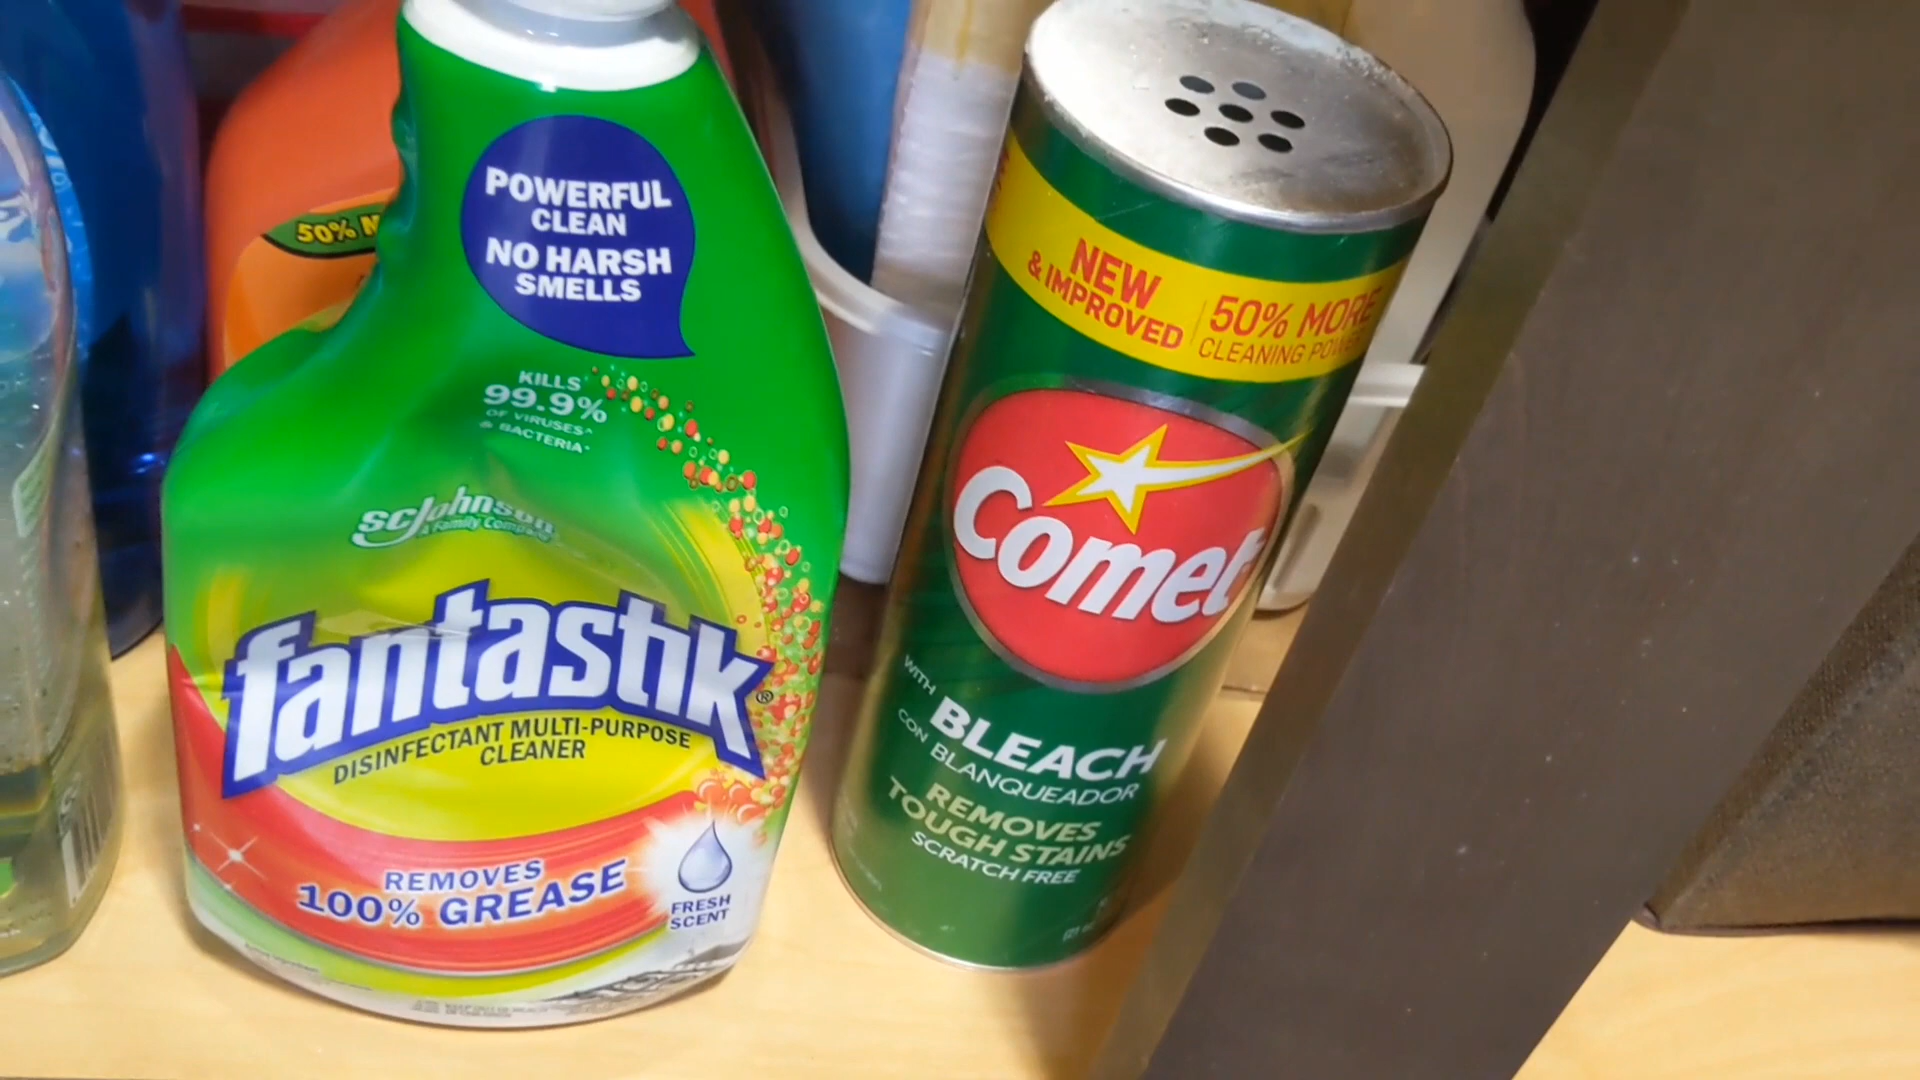 POWERFUL
CLEAN
NO HARSH
SMELLS
KILLS
99.9%
OF VIRUSES^
& BACTERIA*
scJohnson
A Family Company
fantastik®
DISINFECTANT MULTI-PURPOSE
CLEANER
REMOVES
100% GREASE
FRESH
SCENT
50%
NEW
& IMPROVED
50% MORE
CLEANING POWER
Comet
WITH
BLEACH
CON BLANQUEADOR
REMOVES
TOUGH STAINS
SCRATCH FREE